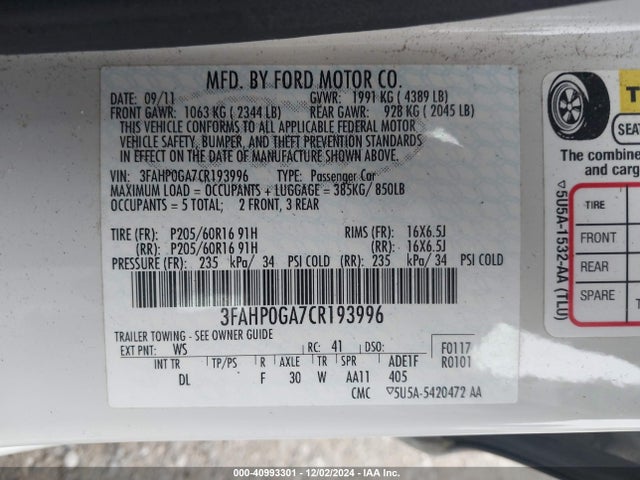 MFD. BY FORD MOTOR CO.
DATE: 09/11 GVWR: 1991 KG ( 4389 LB)
FRONT GAWR: 1063 KG ( 2344 LB) REAR GAWR: 928 KG ( 2045 LB)
THIS VEHICLE CONFORMS TO ALL APPLICABLE FEDERAL MOTOR
VEHICLE SAFETY, BUMPER, AND THEFT PREVENTION STANDARDS
IN EFFECT ON THE DATE OF MANUFACTURE SHOWN ABOVE.
VIN: 3FAHP0GA7CR193996 TYPE: Passenger Car
MAXIMUM LOAD = OCCUPANTS + LUGGAGE = 385KG/ 850LB
OCCUPANTS = 5 TOTAL; 2 FRONT, 3 REAR
TIRE (FR): P205/60R16 91H RIMS (FR): 16X6.5J
(RR): P205/60R16 91H (RR): 16X6.5J
PRESSURE (FR): 235 kPa/ 34 PSI COLD (RR): 235 kPa/ 34 PSI COLD
3FAHP0GA7CR193996
TRAILER TOWING - SEE OWNER GUIDE
EXT PNT: WS RC: 41 DSO: F0117
INT TR TP/PS R AXLE TR SPR ADE1F R0101
DL F 30 W AA11 405
CMC ▽5U5A-5420472 AA
SEAT
The combine
and carg
TIRE
FRONT
REAR
SPARE
▽5U5A-1532-AA (TLU)
0000 - 40993301 | 12/02/2024 - IAA Inc.